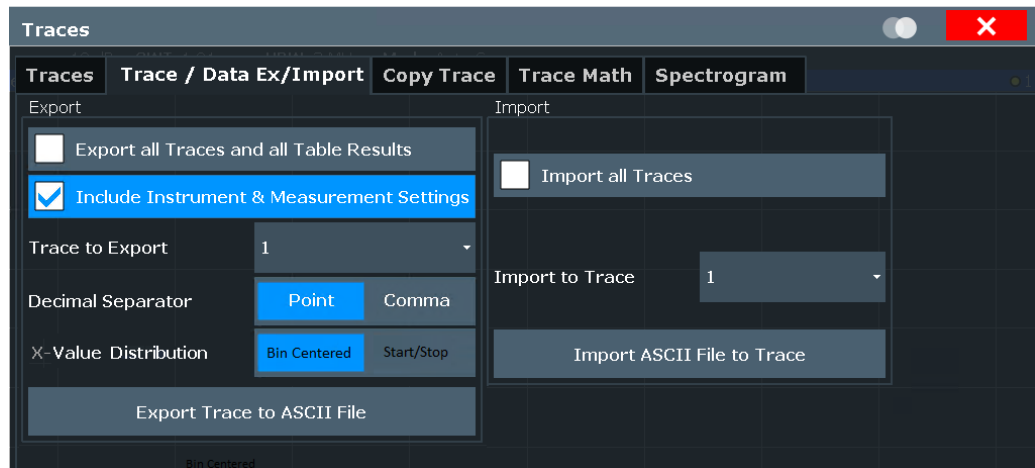 Traces
Traces Trace / Data Ex/Import Copy Trace Trace Math Spectrogram
Export
Export all Traces and all Table Results
Include Instrument & Measurement Settings
Trace to Export 1
Decimal Separator Point Comma
X-Value Distribution Bin Centered Start/Stop
Export Trace to ASCII File
Import
Import all Traces
Import to Trace 1
Import ASCII File to Trace
Bin Centered